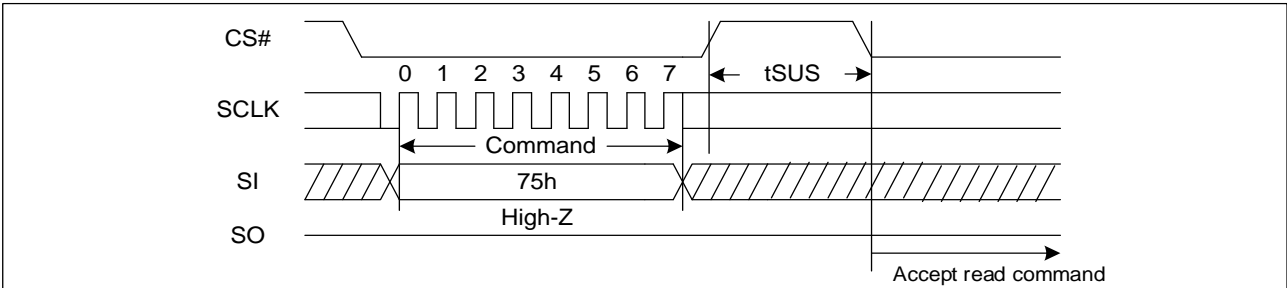 CS#
tSUS
0 1 2 3 4 5 6 7
SCLK
Command
SI
75h
High-Z
SO
Accept read command